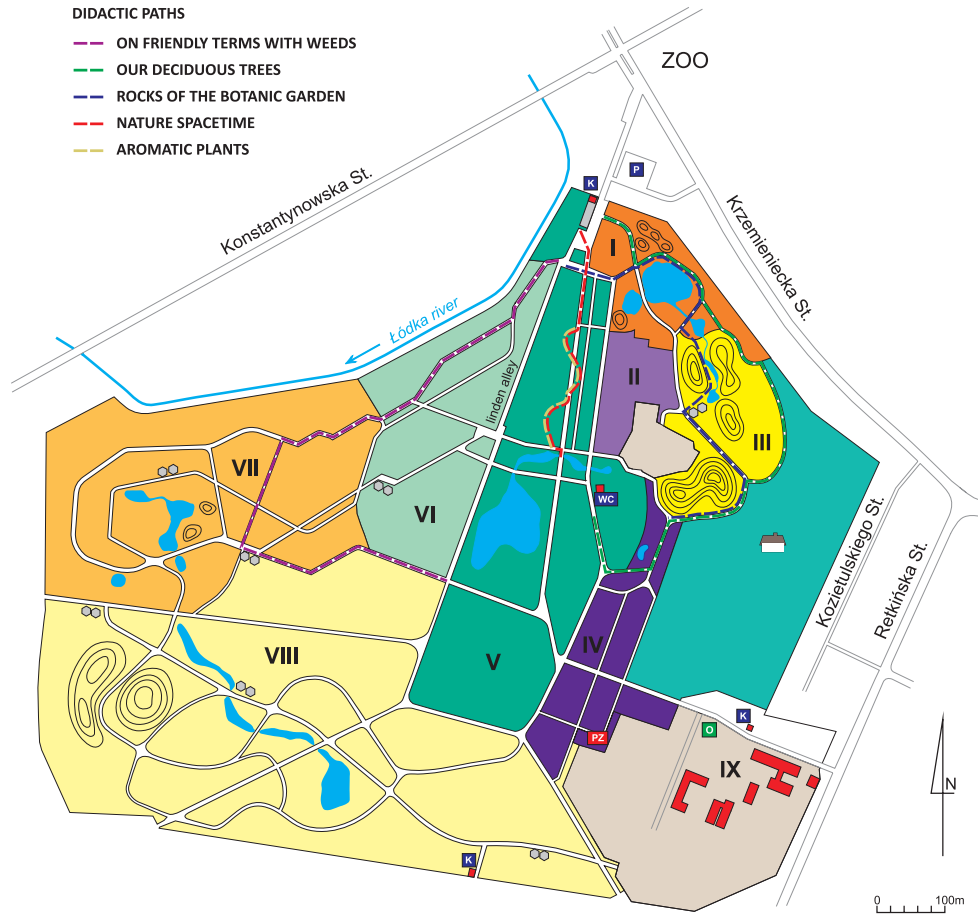 DIDACTIC PATHS
ON FRIENDLY TERMS WITH WEEDS
OUR DECIDUOUS TREES
ROCKS OF THE BOTANIC GARDEN
NATURE SPACETIME
AROMATIC PLANTS
ZOO
Konstantynowska St.
P
K
Krzemieniecka St.
I
Łódka river
linden alley
II
III
VII
VI
WC
Kozietulskiego St.
Retkińska St.
VIII
V
IV
PZ
O
K
IX
N
K
0 100m